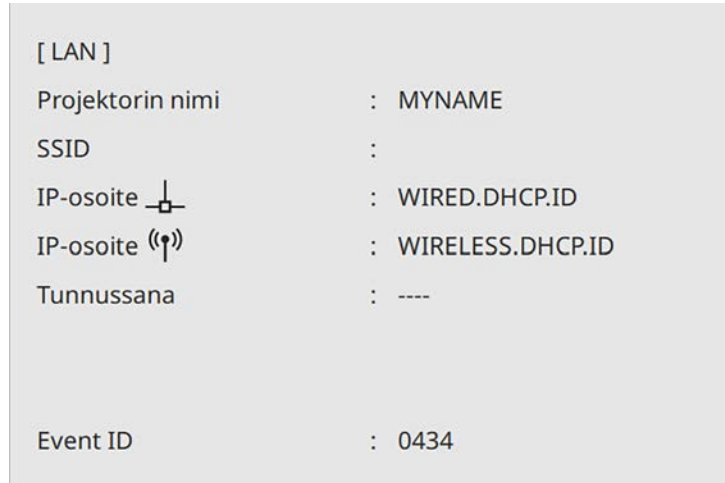 [ LAN ]
Projektorin nimi : MYNAME
SSID :
IP-osoite : WIRED.DHCP.ID
IP-osoite : WIRELESS.DHCP.ID
Tunnussana : ----
Event ID : 0434